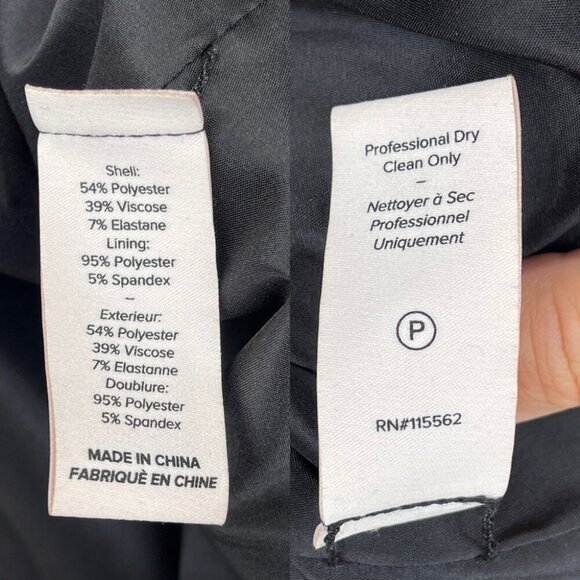 Shell:
54% Polyester
39% Viscose
7% Elastane
Lining:
95% Polyester
5% Spandex
–
Exterieur:
54% Polyester
39% Viscose
7% Elastanne
Doublure:
95% Polyester
5% Spandex
MADE IN CHINA
FABRIQUÈ EN CHINE
Professional Dry
Clean Only
–
Nettoyer à Sec
Professionnel
Uniquement
P
RN#115562